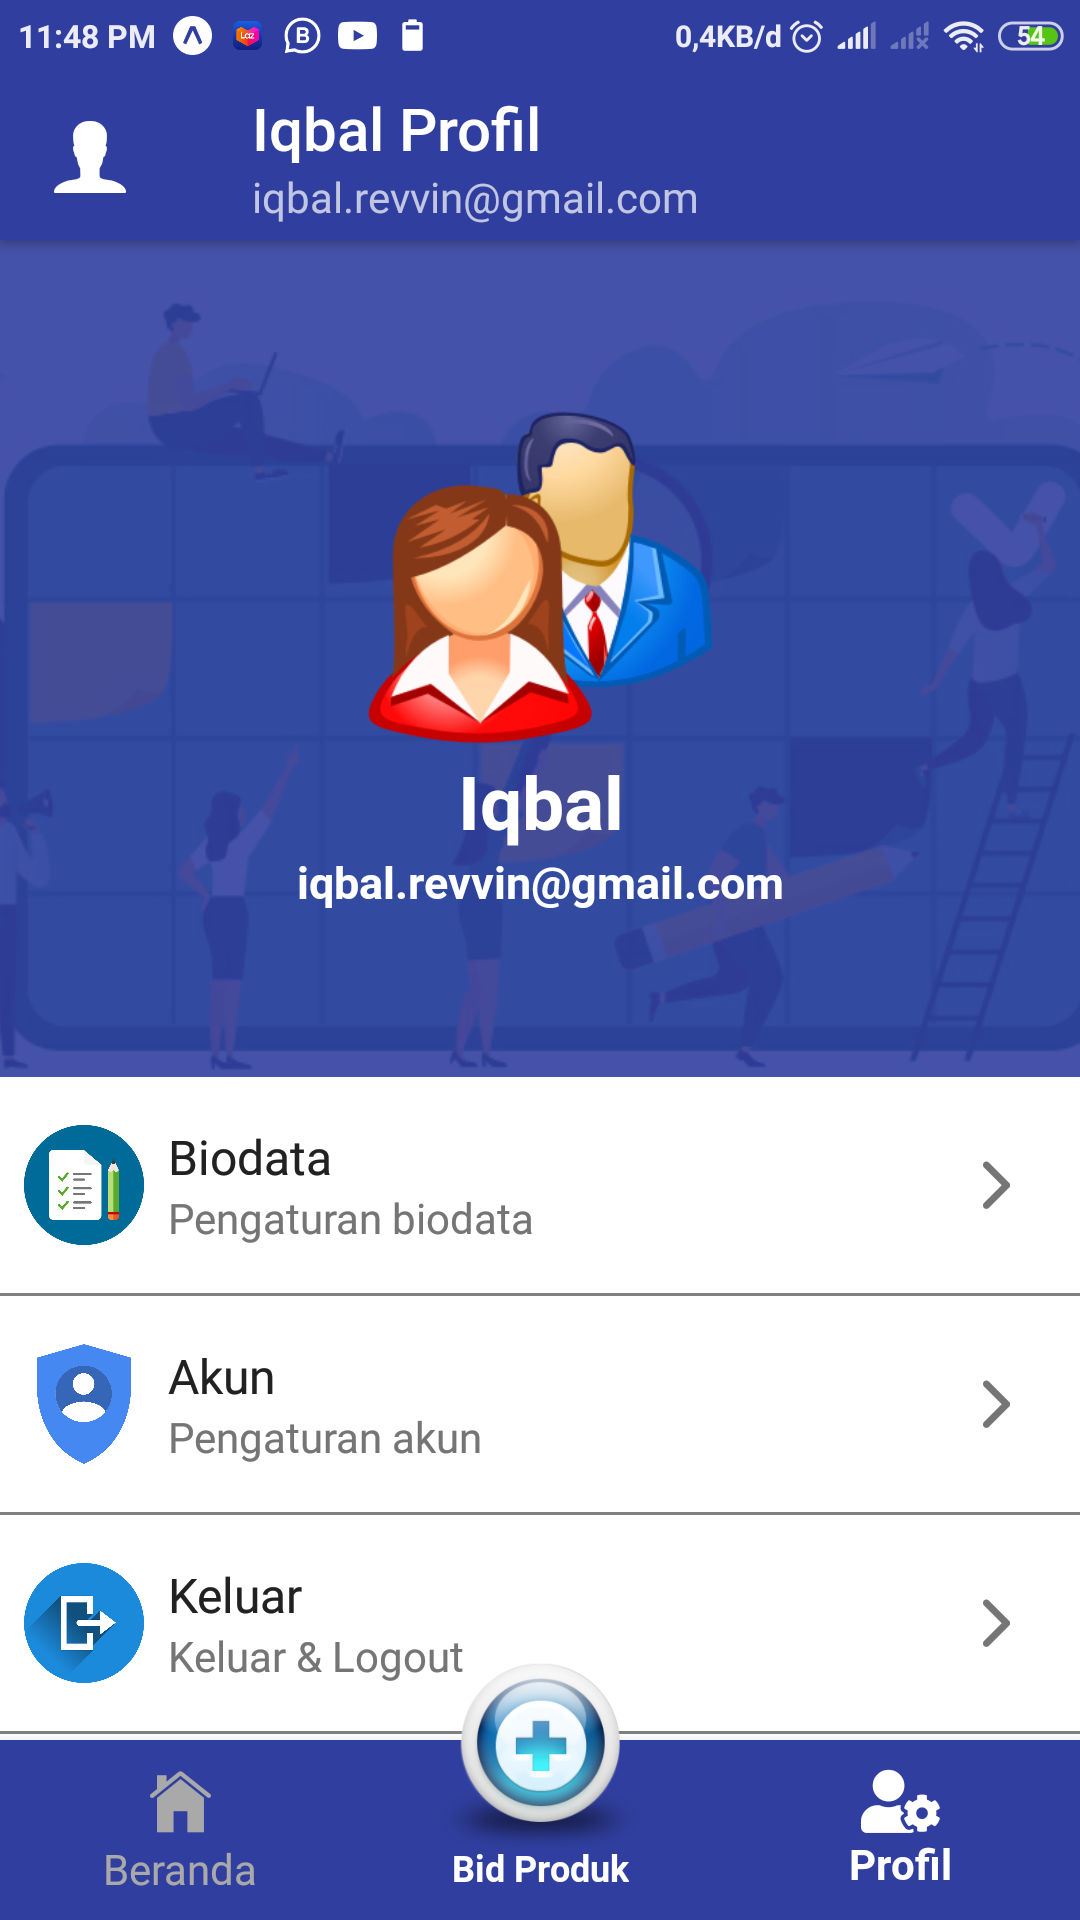 11:48 PM
0,4KB/d
54
Iqbal Profil
iqbal.revvin@gmail.com
Iqbal
iqbal.revvin@gmail.com
Biodata
Pengaturan biodata
Akun
Pengaturan akun
Keluar
Keluar & Logout
Beranda
Bid Produk
Profil